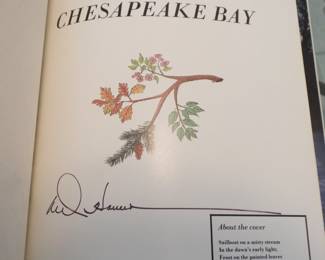 CHESAPEAKE BAY
About the cover
Sailboat on a misty stream
In the dawn's early light;
Frost on the painted leaves